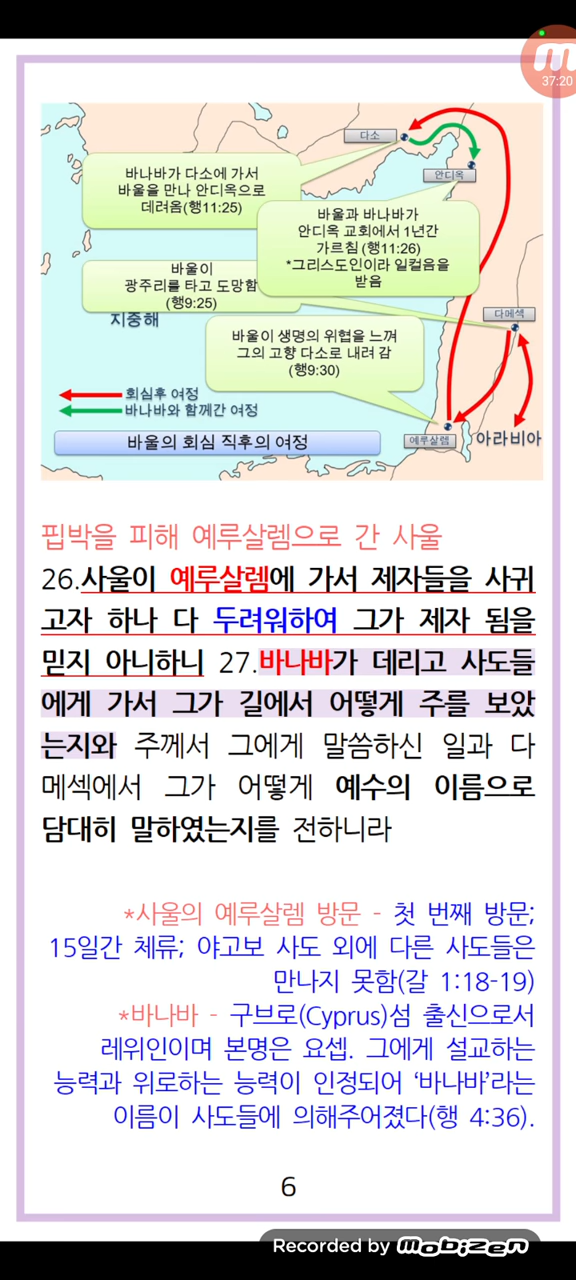 37:20
다소
바나바가 다소에 가서
바울을 만나 안디옥으로
데려옴(행11:25)
안디옥
바울과 바나바가
안디옥 교회에서 1년간
가르침 (행11:26)
*그리스도인이라 일컬음을
받음
바울이
광주리를 타고 도망함
(행9:25)
다메섹
지중해
바울이 생명의 위협을 느껴
그의 고향 다소로 내려 감
(행9:30)
회심후 여정
바나바와 함께간 여정
바울의 회심 직후의 여정
예루살렘
아라비아
핍박을 피해 예루살렘으로 간 사울
26.사울이 예루살렘에 가서 제자들을 사귀
고자 하나 다 두려워하여 그가 제자 됨을
믿지 아니하니 27.바나바가 데리고 사도들
에게 가서 그가 길에서 어떻게 주를 보았
는지와 주께서 그에게 말씀하신 일과 다
메섹에서 그가 어떻게 예수의 이름으로
담대히 말하였는지를 전하니라
*사울의 예루살렘 방문 - 첫 번째 방문;
15일간 체류; 야고보 사도 외에 다른 사도들은
만나지 못함(갈 1:18-19)
*바나바 - 구브로(Cyprus)섬 출신으로서
레위인이며 본명은 요셉. 그에게 설교하는
능력과 위로하는 능력이 인정되어 ‘바나바’라는
이름이 사도들에 의해주어졌다(행 4:36).
6
Recorded by mobizen